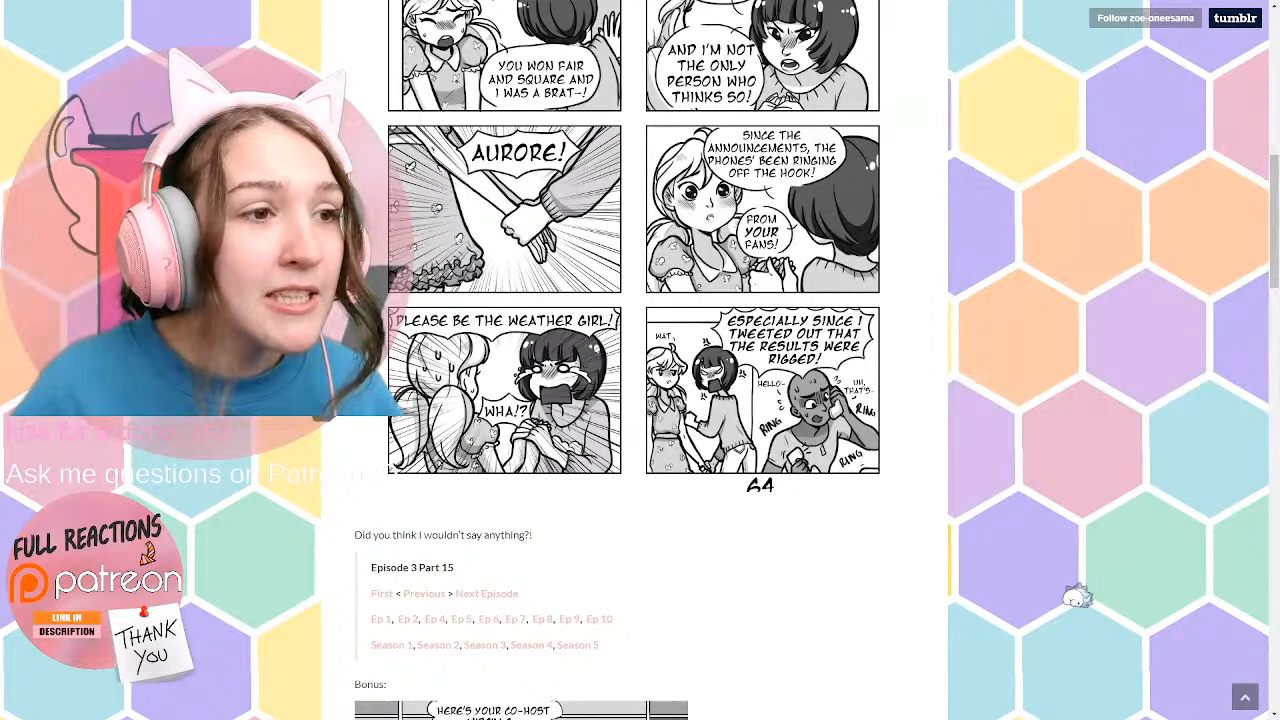 Follow zoe-oneesama
tumblr
YOU WON FAIR
AND SQUARE AND
I WAS A BRAT-!
AND I'M NOT
THE ONLY
PERSON WHO
THINKS SO!
AURORE!
SINCE THE
ANNOUNCEMENTS, THE
PHONES' BEEN RINGING
OFF THE HOOK!
FROM
YOUR
FANS!
PLEASE BE THE WEATHER GIRL!
WHA!?
ESPECIALLY SINCE I
TWEETED OUT THAT
THE RESULTS WERE
RIGGED!
WAT
HELLO-
UH,
THAT'S-
RING
RING
RING
64
Ask me questions on
FULL REACTIONS
patreon
LINK IN
DESCRIPTION
THANK
YOU
Did you think I wouldn't say anything?!
Episode 3 Part 15
First < Previous > Next Episode
Ep 1, Ep 2, Ep 4, Ep 5, Ep 6, Ep 7, Ep 8, Ep 9, Ep 10
Season 1, Season 2, Season 3, Season 4, Season 5
Bonus:
HERE'S YOUR CO-HOST